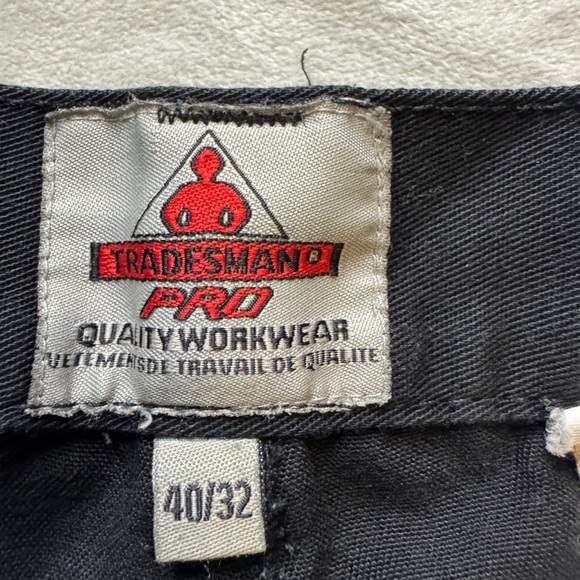 TRADESMAN
PRO
QUALITY WORKWEAR
VETEMENTS DE TRAVAIL DE QUALITE
40/32